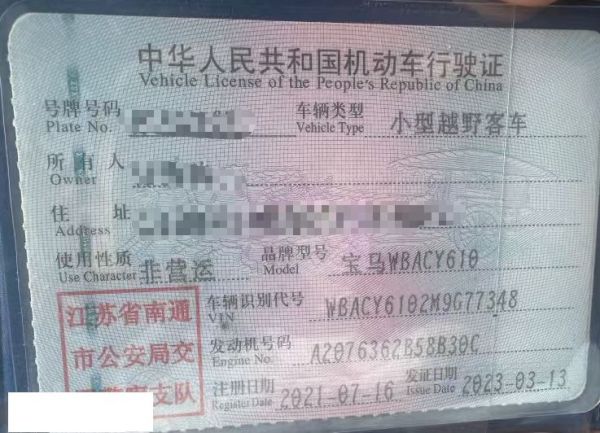 中华人民共和国机动车行驶证
Vehicle License of the People's Republic of China
号牌号码 车辆类型 小型越野客车
Plate No. Vehicle Type
所有人
Owner
住址
Address
使用性质 非营运 品牌型号 宝马WBACY610
Use Character Model
江苏省南通 车辆识别代号 WBACY6102M9G77348
VIN
市公安局交 发动机号码 A2076362B58B30C
Engine No.
支队 注册日期 2021-07-16 发证日期 2023-03-13
Register Date Issue Date